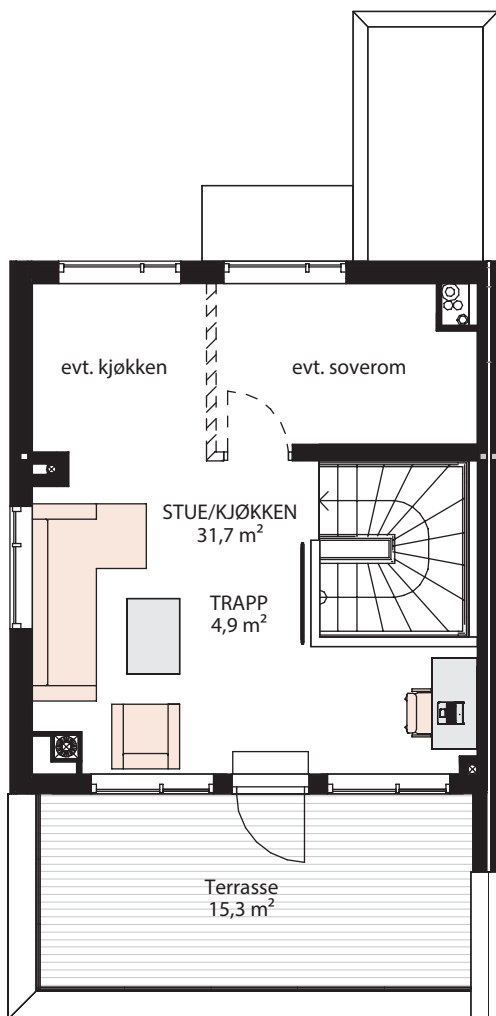 evt. kjøkken
evt. soverom
STUE/KJØKKEN
31,7 m²
TRAPP
4,9 m²
Terrasse
15,3 m²